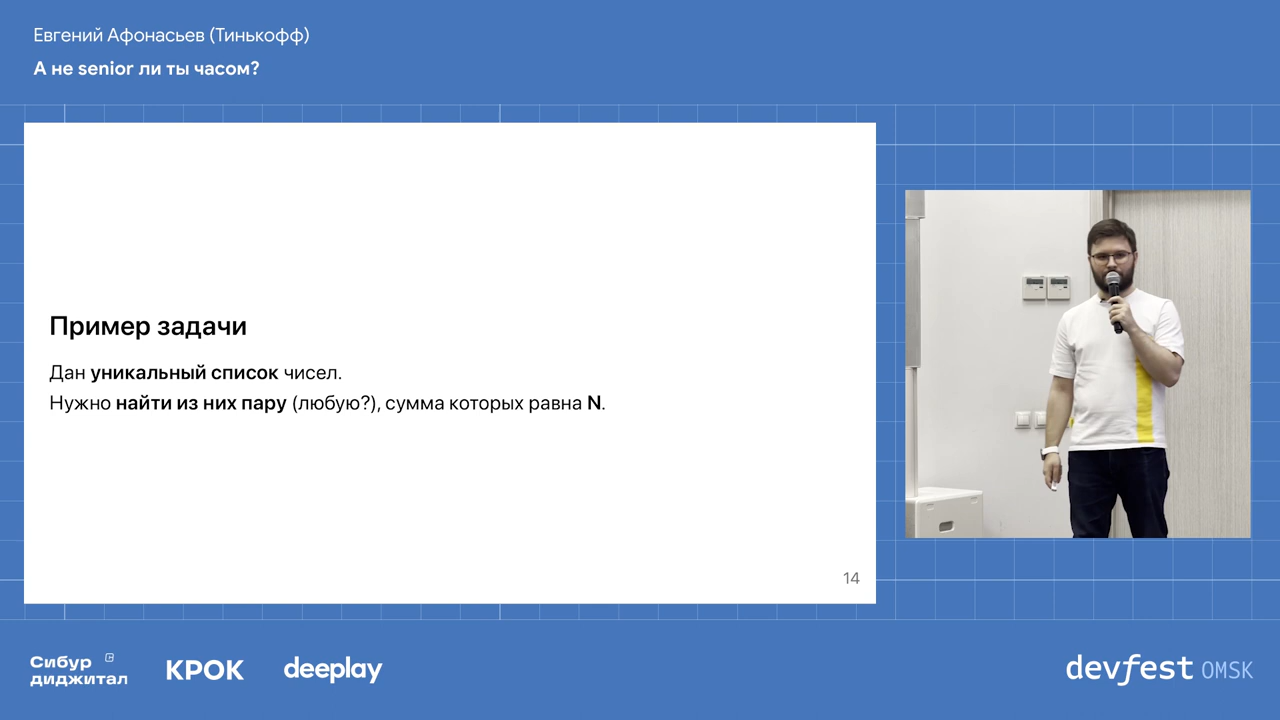 Евгений Афонасьев (Тинькофф)
А не senior ли ты часом?
Пример задачи
Дан уникальный список чисел.
Нужно найти из них пару (любую?), сумма которых равна N.
14
Сибур
диджитал
КРОК
deeplay
devfest OMSK